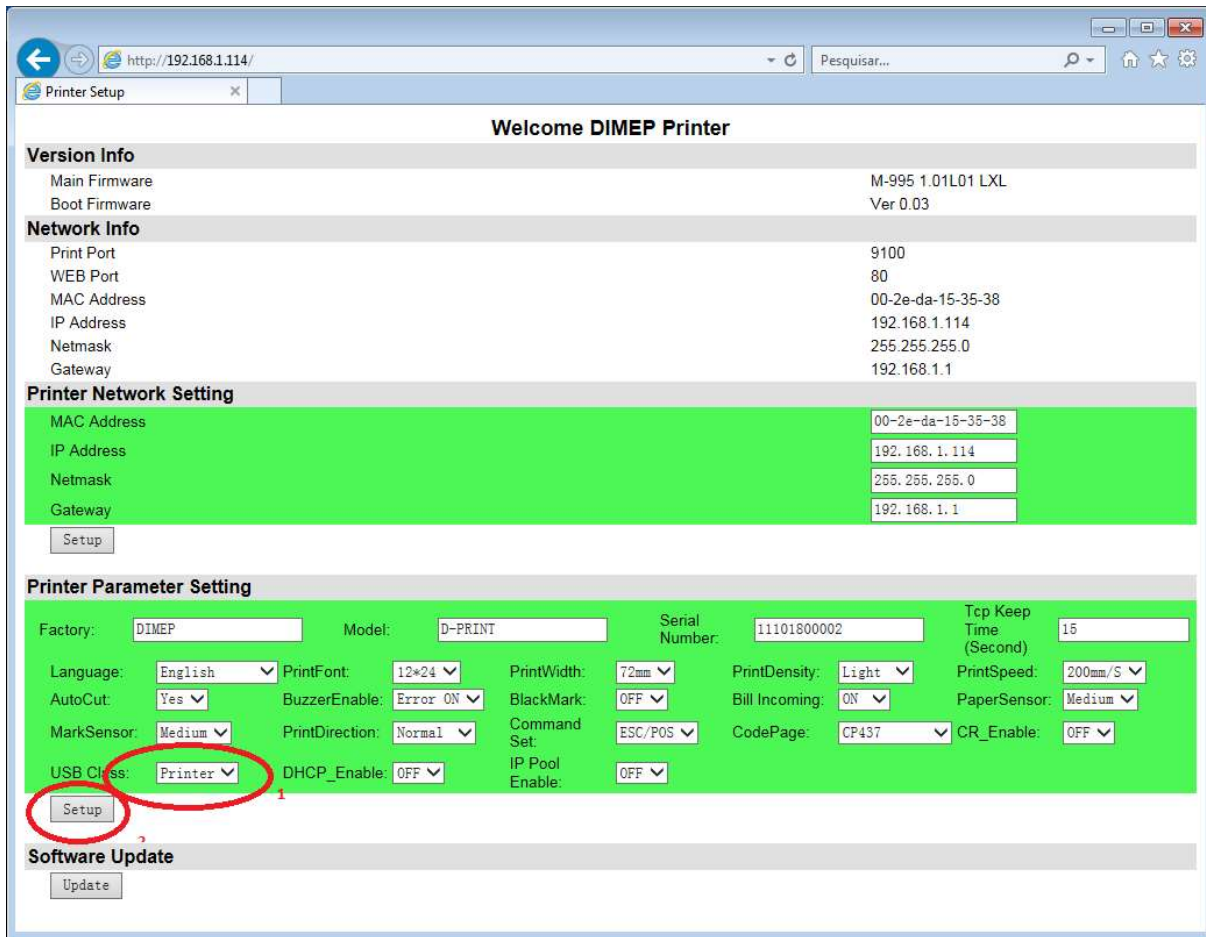 http://192.168.1.114/
Pesquisar...
Printer Setup
Welcome DIMEP Printer
Version Info
Main Firmware M-995 1.01L01 LXL
Boot Firmware Ver 0.03
Network Info
Print Port 9100
WEB Port 80
MAC Address 00-2e-da-15-35-38
IP Address 192.168.1.114
Netmask 255.255.255.0
Gateway 192.168.1.1
Printer Network Setting
MAC Address 00-2e-da-15-35-38
IP Address 192.168.1.114
Netmask 255.255.255.0
Gateway 192.168.1.1
Setup
Printer Parameter Setting
Factory: DIMEP Model: D-PRINT Serial Number: 11101800002 Tcp Keep Time (Second) 15
Language: English PrintFont: 12*24 PrintWidth: 72mm PrintDensity: Light PrintSpeed: 200mm/S
AutoCut: Yes BuzzerEnable: Error ON BlackMark: OFF Bill Incoming: ON PaperSensor: Medium
MarkSensor: Medium PrintDirection: Normal Command Set: ESC/POS CodePage: CP437 CR_Enable: OFF
USB Class: Printer DHCP_Enable: OFF IP Pool Enable: OFF
1
Setup
2
Software Update
Update